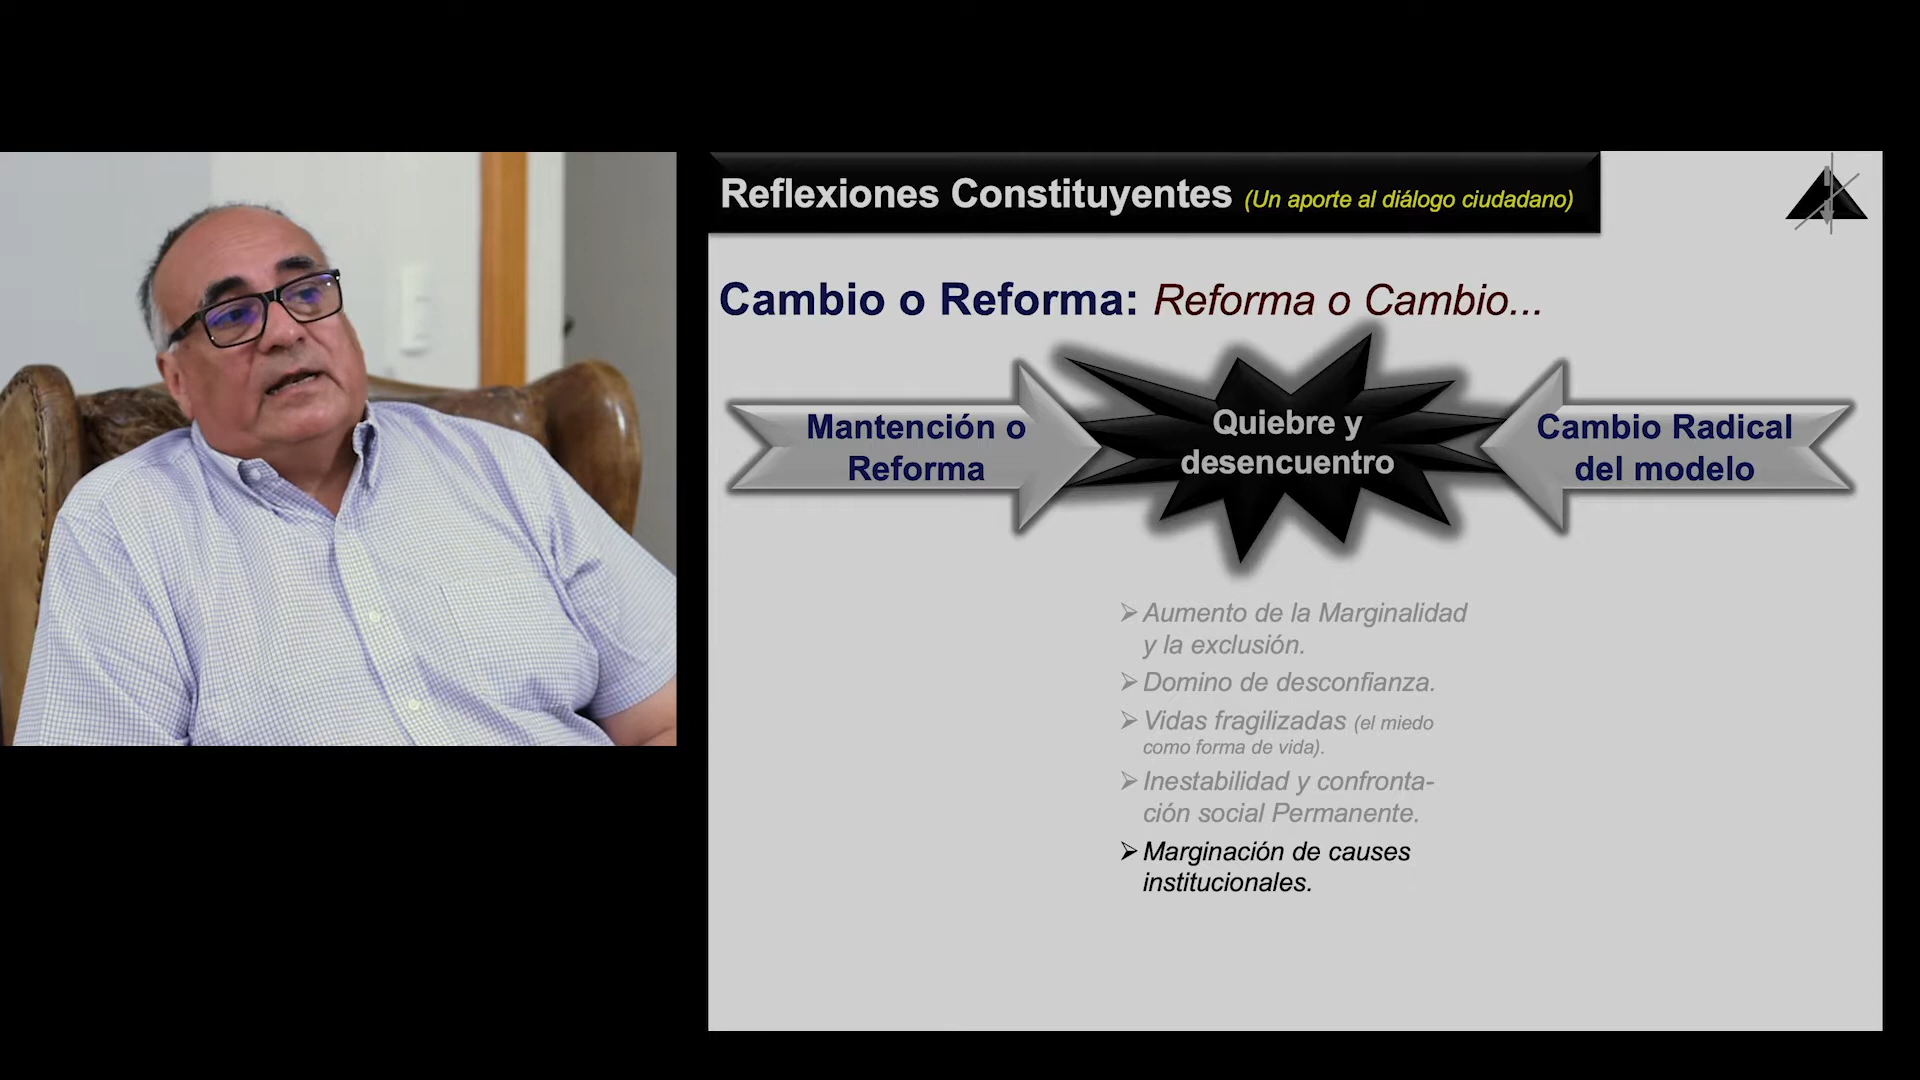 Reflexiones Constituyentes (Un aporte al diálogo ciudadano)
Cambio o Reforma: Reforma o Cambio...
Mantención o
Reforma
Quiebre y
desencuentro
Cambio Radical
del modelo
➢ Aumento de la Marginalidad
y la exclusión.
➢ Domino de desconfianza.
➢ Vidas fragilizadas (el miedo
como forma de vida).
➢ Inestabilidad y confronta-
ción social Permanente.
➢ Marginación de causes
institucionales.